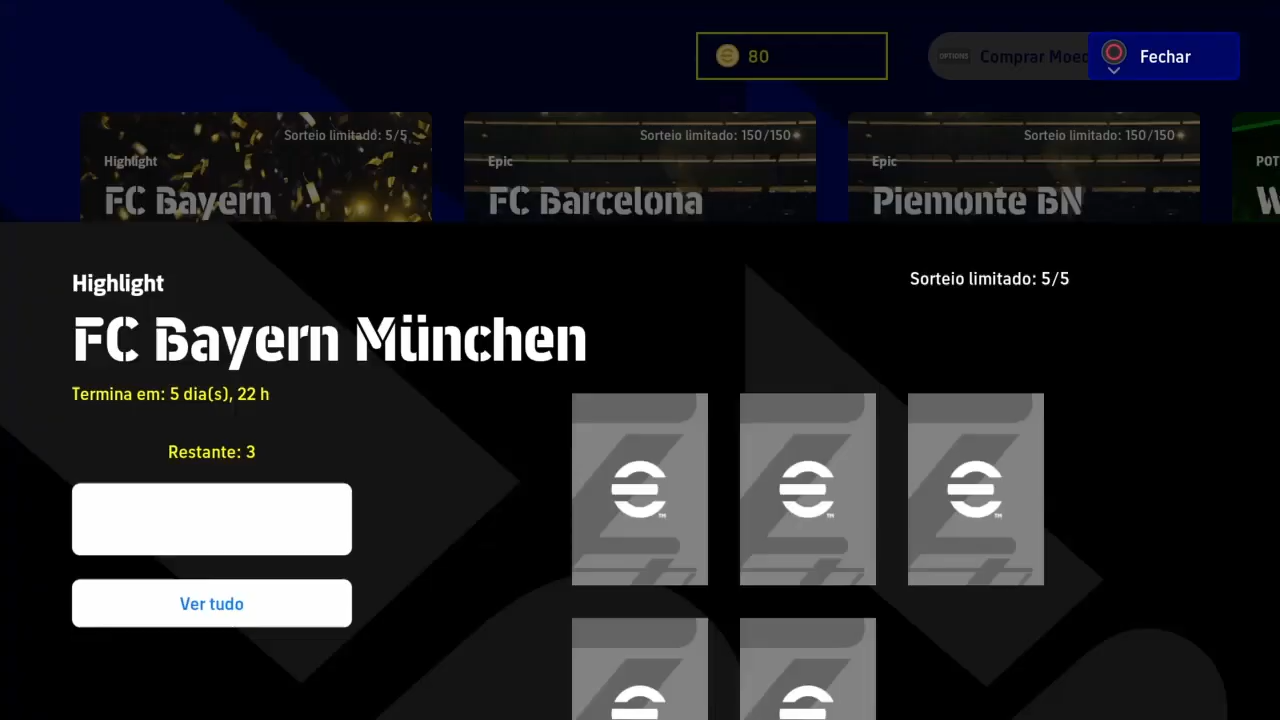 80
OPTIONS Comprar Moed
Fechar
Sorteio limitado: 5/5
Highlight
FC Bayern
Sorteio limitado: 150/150
Epic
FC Barcelona
Sorteio limitado: 150/150
Epic
Piemonte BN
POT
W
Highlight
Sorteio limitado: 5/5
FC Bayern München
Termina em: 5 dia(s), 22 h
Restante: 3
Ver tudo